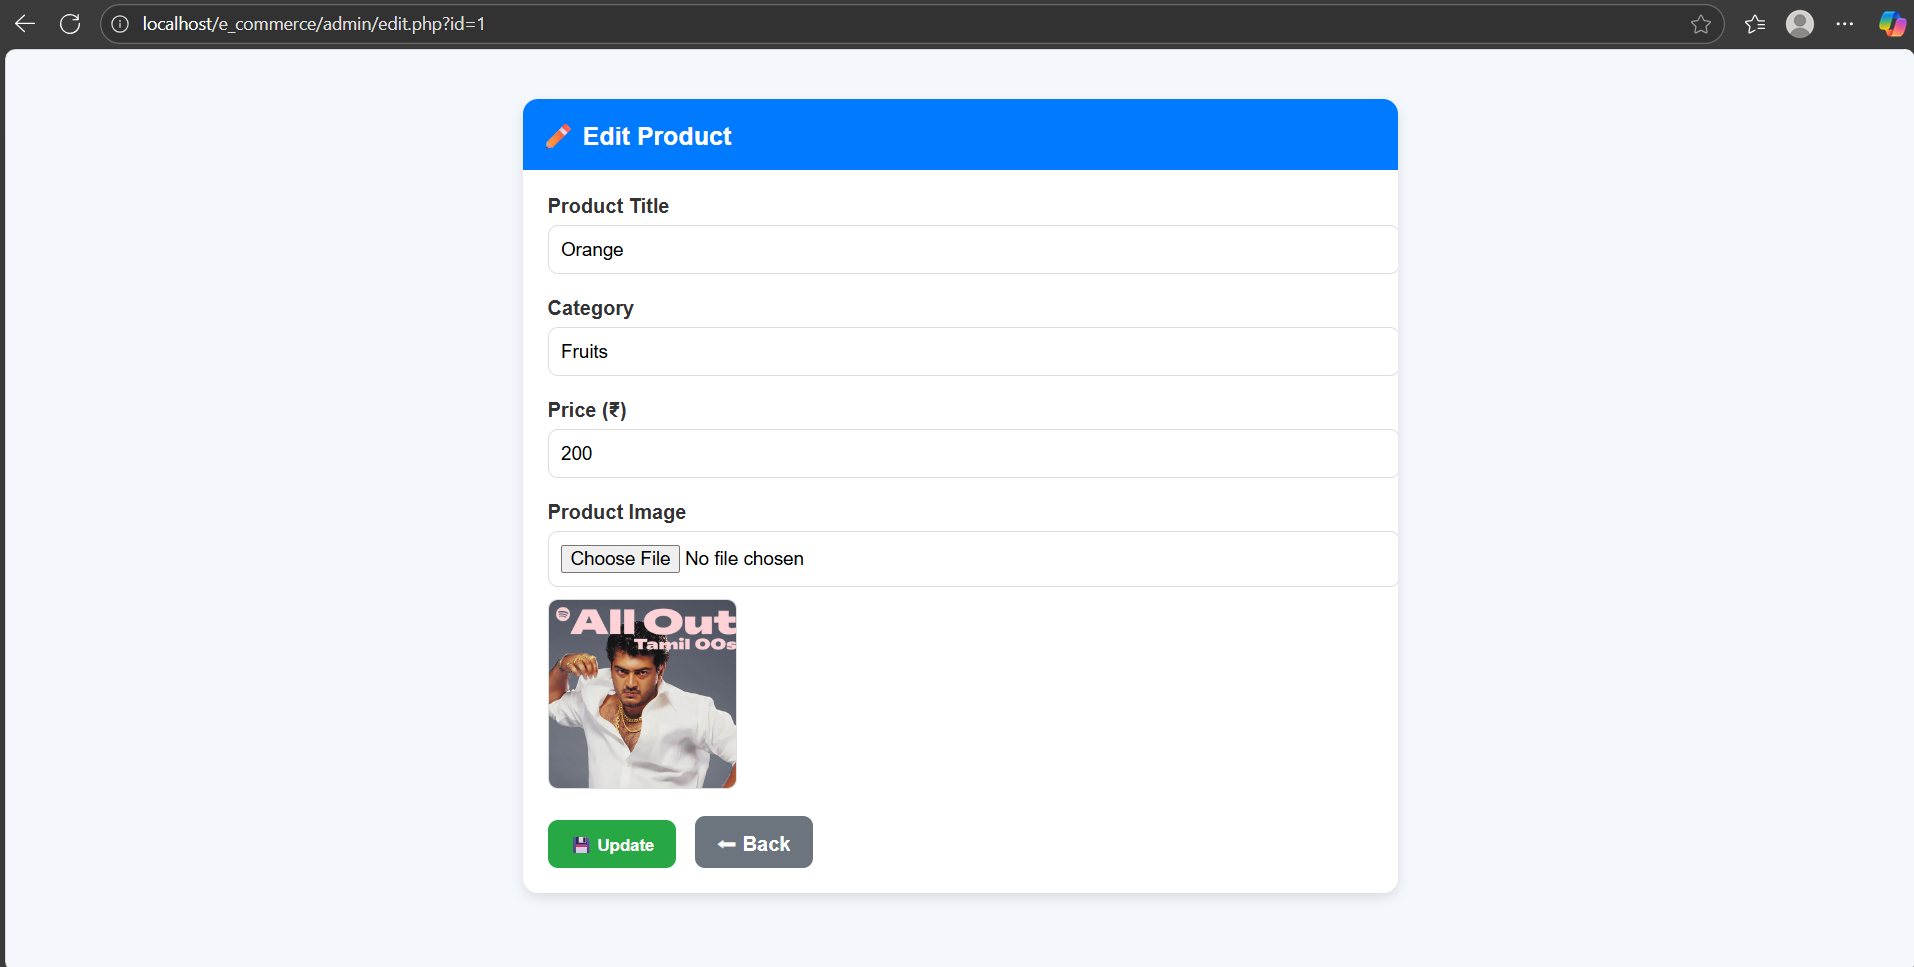 localhost/e_commerce/admin/edit.php?id=1
Edit Product
Product Title
Orange
Category
Fruits
Price (₹)
200
Product Image
Choose File No file chosen
All Out
Tamil 00s
Update
Back